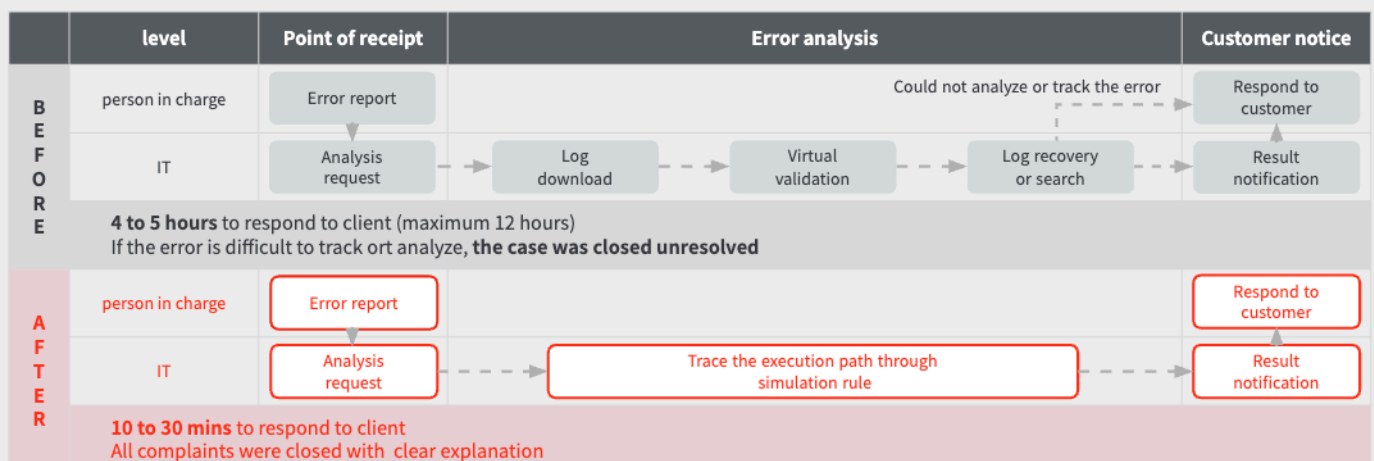 level
Point of receipt
Error analysis
Customer notice
BEFORE
person in charge
Error report
Could not analyze or track the error
Respond to
customer
IT
Analysis
request
Log
download
Virtual
validation
Log recovery
or search
Result
notification
4 to 5 hours to respond to client (maximum 12 hours)
If the error is difficult to track ort analyze, the case was closed unresolved
AFTER
person in charge
Error report
Respond to
customer
IT
Analysis
request
Trace the execution path through
simulation rule
Result
notification
10 to 30 mins to respond to client
All complaints were closed with clear explanation